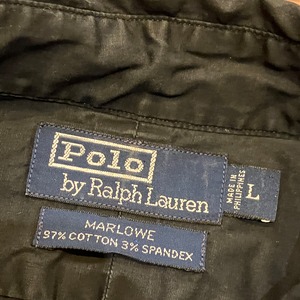 Polo
by Ralph Lauren
MADE IN
PHILIPPINES
L
MARLOWE
97% COTTON 3% SPANDEX